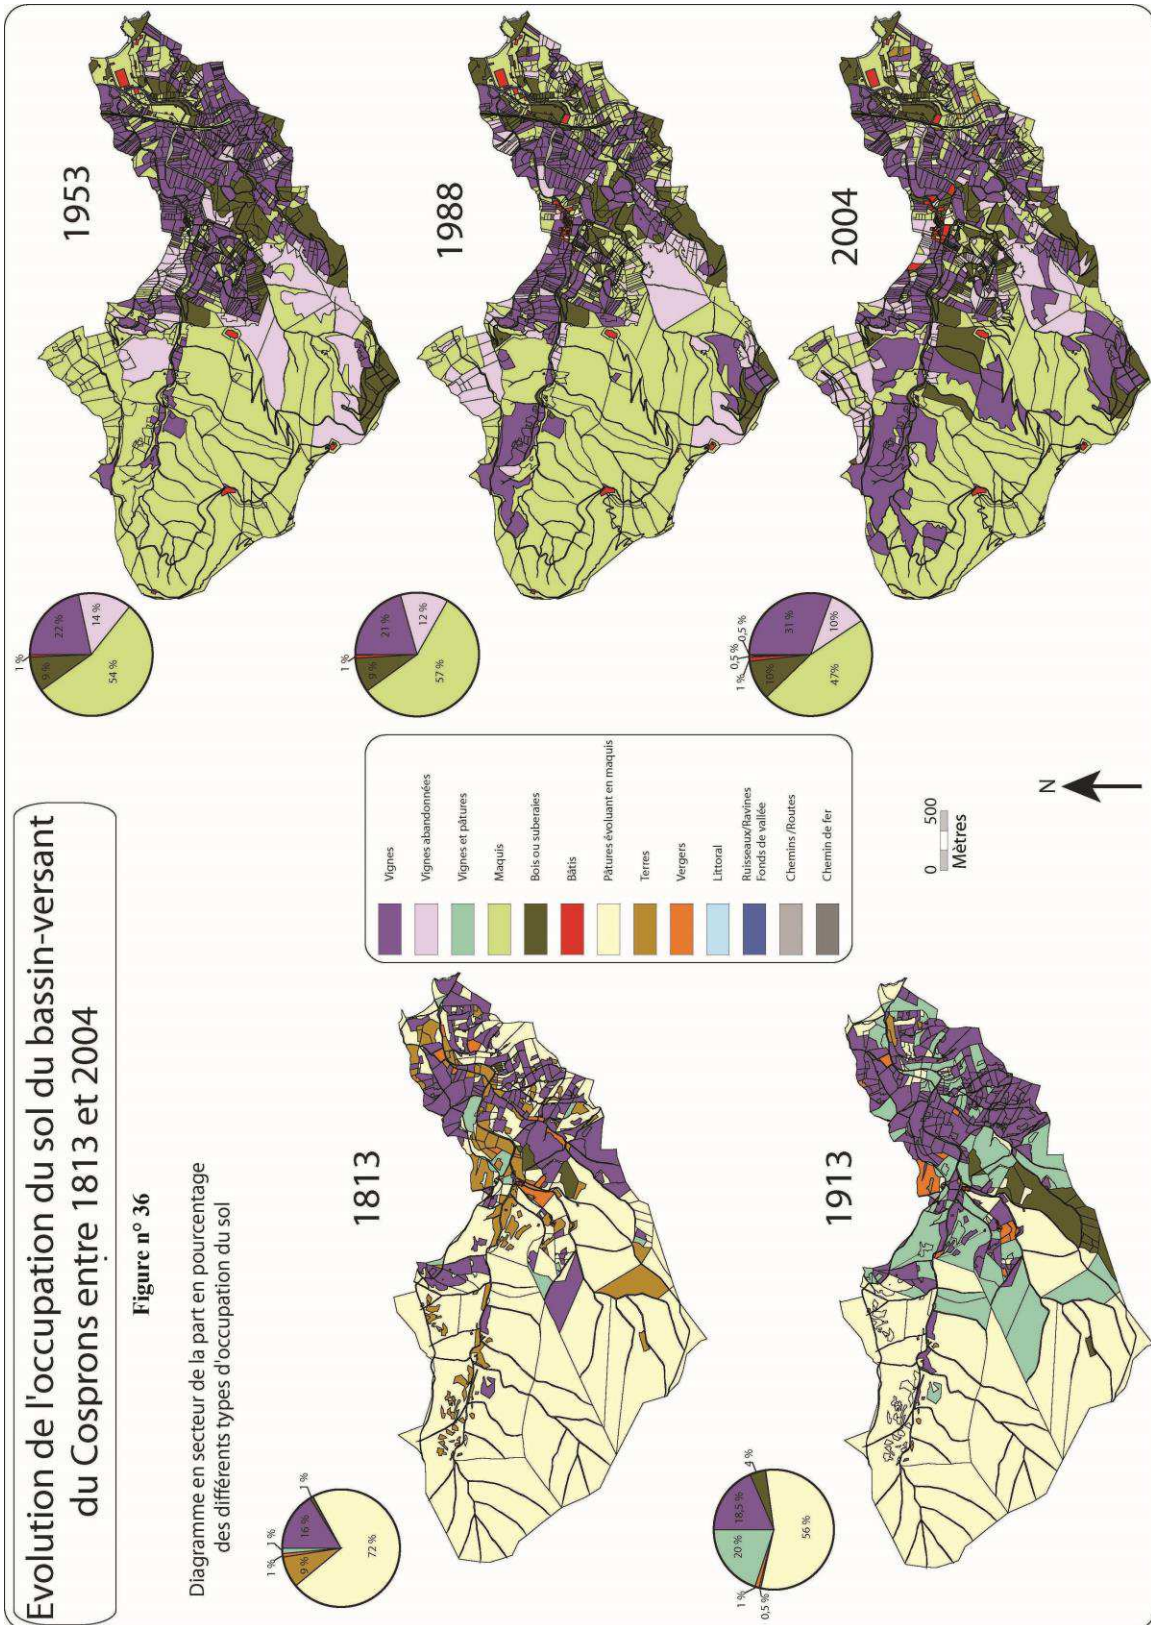 Evolution de l'occupation du sol du bassin-versant
du Cosprons entre 1813 et 2004
Figure n° 36
Diagramme en secteur de la part en pourcentage
des différents types d'occupation du sol
1813
1 %
1 %
9 %
16 %
1 %
72 %
1913
18,5 %
4 %
20 %
1 %
0,5 %
56 %
Vignes
Vignes abandonnées
Vignes et pâtures
Maquis
Bois ou suberaies
Bâtis
Pâtures évoluant en maquis
Terres
Vergers
Littoral
Ruisseaux/Ravines
Fonds de vallée
Chemins /Routes
Chemin de fer
0 500
Mètres
N
1953
1 %
9 %
22 %
14 %
54 %
1988
1 %
9 %
21 %
12 %
57 %
2004
1 %
0,5 %
0,5 %
10%
31 %
10%
47%